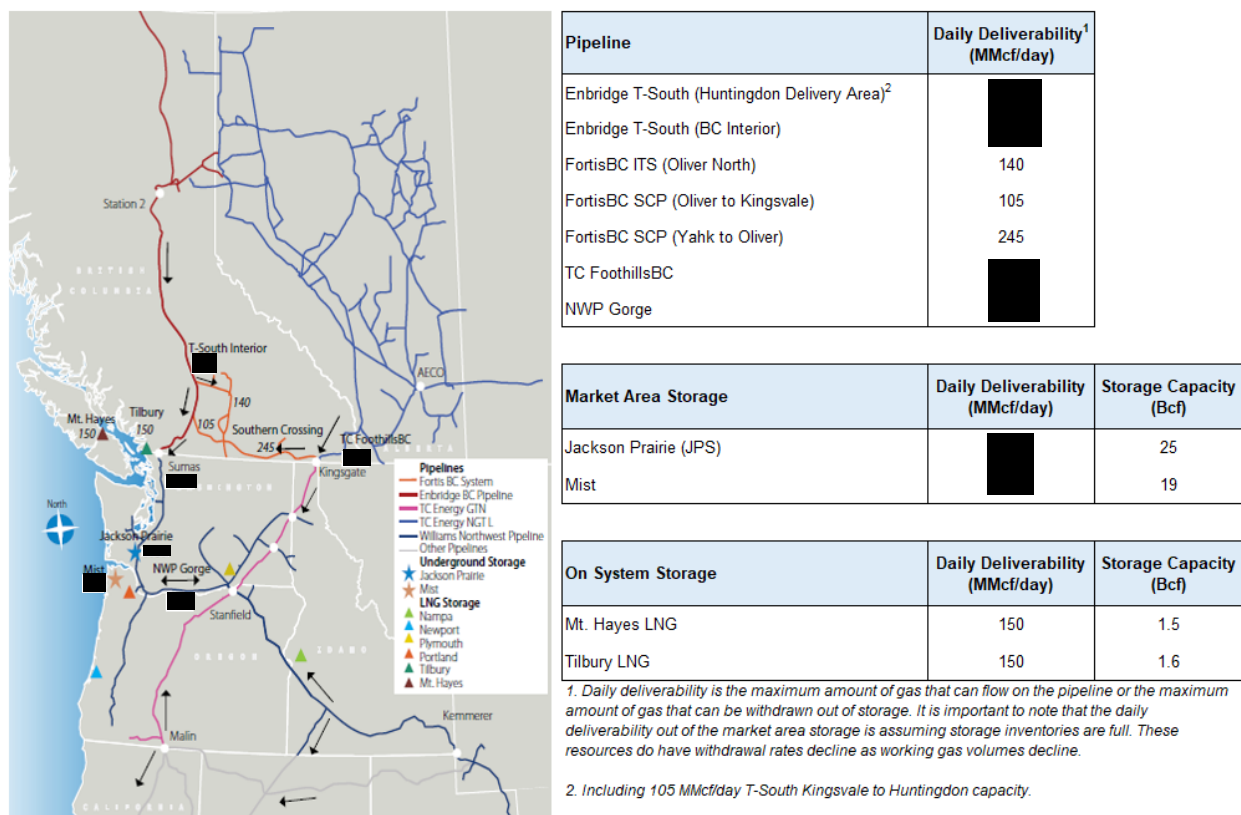 Station 2
BRITISH
COLUMBIA
T-South Interior
AECO
140
Mt. Hayes
150
Tilbury
150
105
Southern Crossing
245
TC FoothillsBC
ALBERTA
Sumas
Kingsgate
WASHINGTON
North
Jackson Prairie
Mist
NWP Gorge
Stanfield
OREGON
IDAHO
Kemmerer
Malin
CALIFORNIA
Pipelines
Fortis BC System
Enbridge BC Pipeline
TC Energy GTN
TC Energy NGT L
Williams Northwest Pipeline
Other Pipelines
Underground Storage
Jackson Prairie
Mist
LNG Storage
Nampa
Newport
Plymouth
Portland
Tilbury
Mt. Hayes
Pipeline Daily Deliverability1
(MMcf/day)
Enbridge T-South (Huntingdon Delivery Area)2
Enbridge T-South (BC Interior)
FortisBC ITS (Oliver North) 140
FortisBC SCP (Oliver to Kingsvale) 105
FortisBC SCP (Yahk to Oliver) 245
TC FoothillsBC
NWP Gorge
Market Area Storage Daily Deliverability Storage Capacity
(MMcf/day) (Bcf)
Jackson Prairie (JPS) 25
Mist 19
On System Storage Daily Deliverability Storage Capacity
(MMcf/day) (Bcf)
Mt. Hayes LNG 150 1.5
Tilbury LNG 150 1.6
1. Daily deliverability is the maximum amount of gas that can flow on the pipeline or the maximum
amount of gas that can be withdrawn out of storage. It is important to note that the daily
deliverability out of the market area storage is assuming storage inventories are full. These
resources do have withdrawal rates decline as working gas volumes decline.
2. Including 105 MMcf/day T-South Kingsvale to Huntingdon capacity.